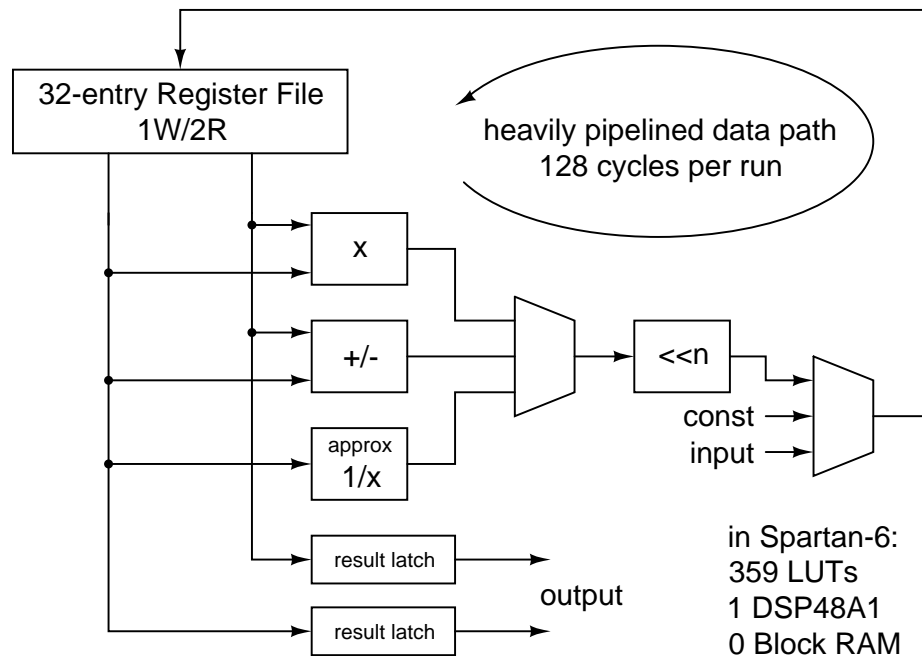 32-entry Register File
1W/2R
heavily pipelined data path
128 cycles per run
x
+/-
<<n
const
input
approx
1/x
result latch
output
result latch
in Spartan-6:
359 LUTs
1 DSP48A1
0 Block RAM